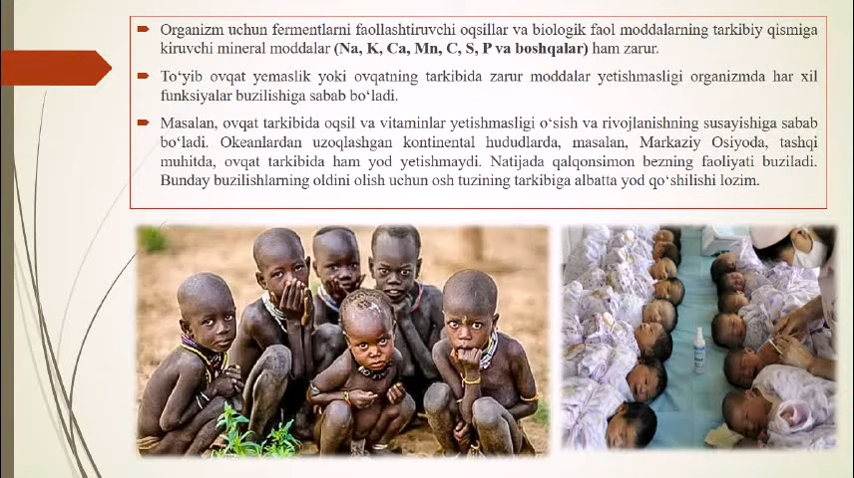 Organizm uchun fermentlarni faollashtiruvchi oqsillar va biologik faol moddalarning tarkibiy qismiga
kiruvchi mineral moddalar (Na, K, Ca, Mn, C, S, P va boshqalar) ham zarur.
To‘yib ovqat yemaslik yoki ovqatning tarkibida zarur moddalar yetishmasligi organizmda har xil
funksiyalar buzilishiga sabab bo‘ladi.
Masalan, ovqat tarkibida oqsil va vitaminlar yetishmasligi o‘sish va rivojlanishning susayishiga sabab
bo‘ladi. Okeanlardan uzoqlashgan kontinental hududlarda, masalan, Markaziy Osiyoda, tashqi
muhitda, ovqat tarkibida ham yod yetishmaydi. Natijada qalqonsimon bezning faoliyati buziladi.
Bunday buzilishlarning oldini olish uchun osh tuzining tarkibiga albatta yod qo‘shilishi lozim.